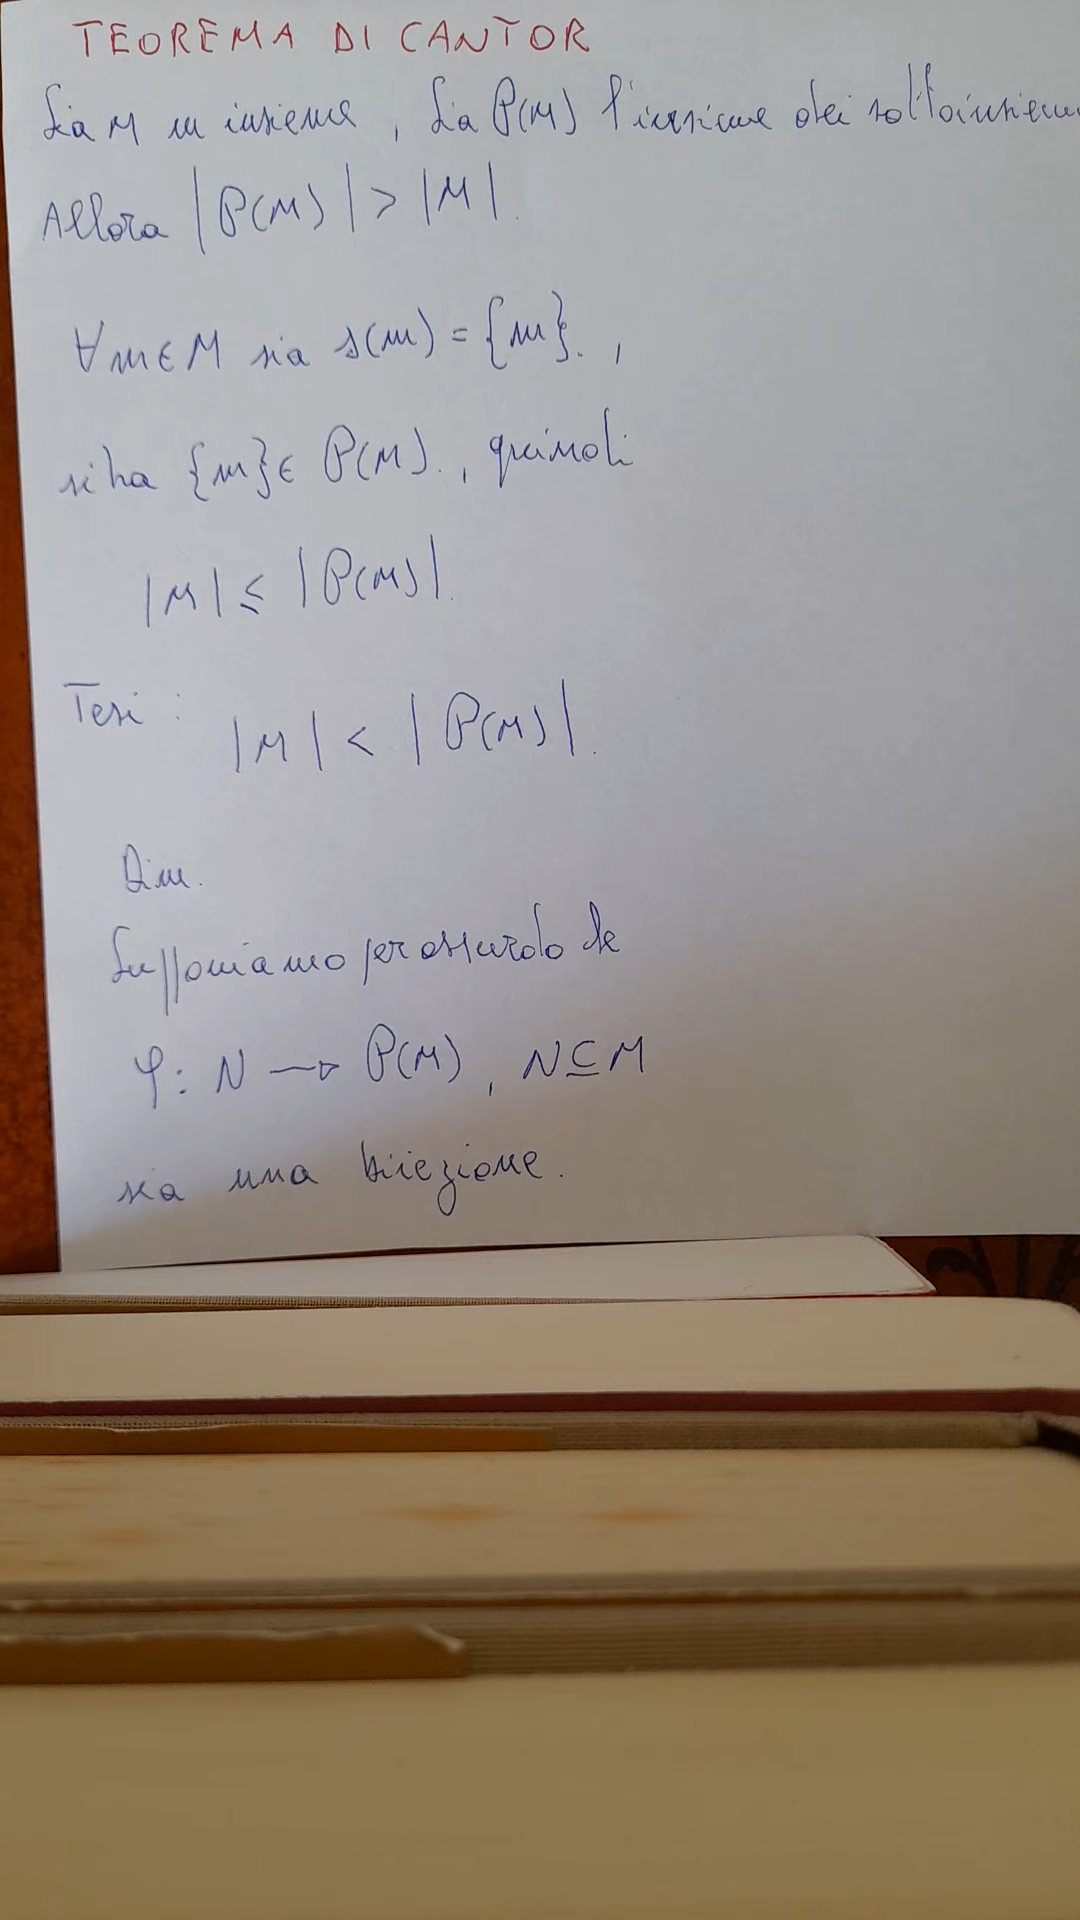 TEOREMA DI CANTOR
Sia M un insieme, Sia P(M) l'insieme dei sottoinsiem
Allora |P(M)| > |M|.
∀m∈M sia s(m) = {m}.,
si ha {m}∈ P(M)., quindi
|M| ≤ |P(M)|.
Tesi: |M| < |P(M)|.
Dim.
Supponiamo per assurdo che
φ: N → P(M), N⊆M
sia una biiezione.